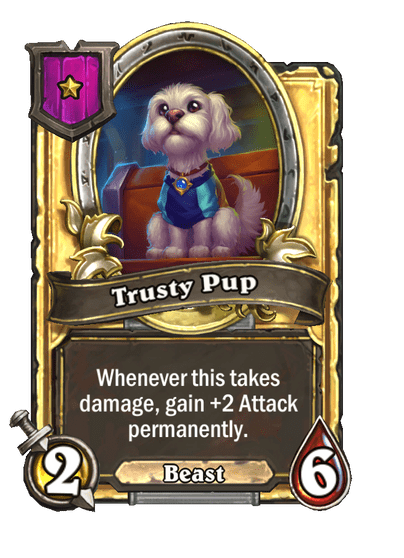 Trusty Pup
Whenever this takes
damage, gain +2 Attack
permanently.
2
Beast
6